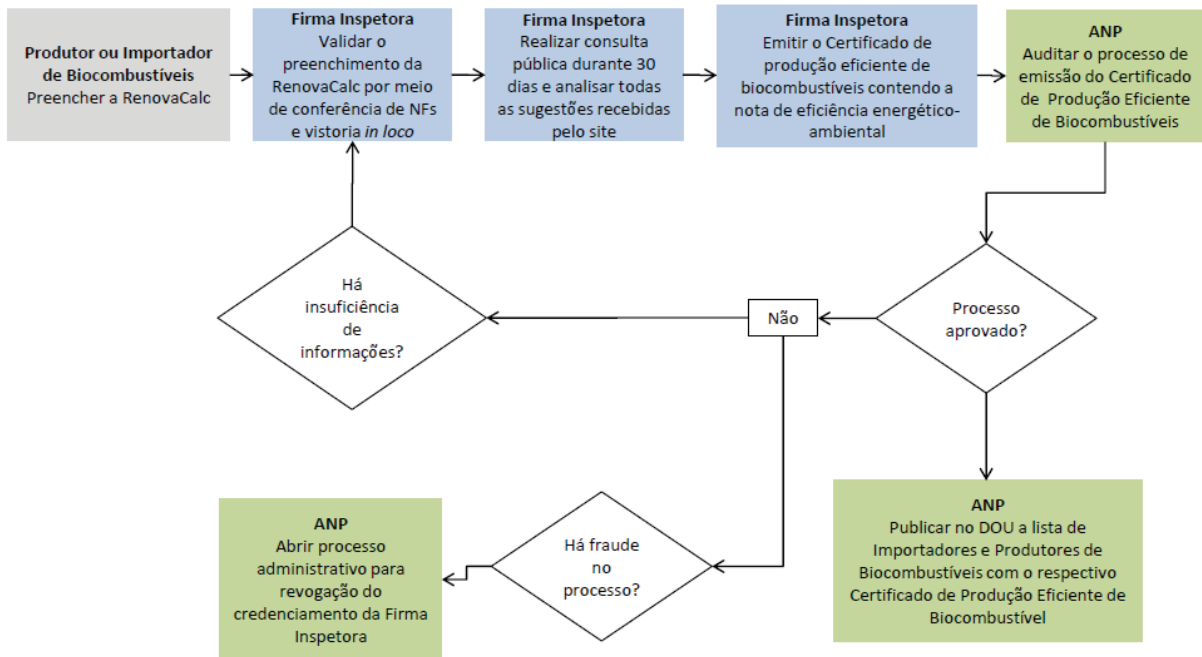 Produtor ou Importador
de Biocombustíveis
Preencher a RenovaCalc
Firma Inspetora
Validar o
preenchimento da
RenovaCalc por meio
de conferência de NFs
e vistoria in loco
Firma Inspetora
Realizar consulta
pública durante 30
dias e analisar todas
as sugestões recebidas
pelo site
Firma Inspetora
Emitir o Certificado de
produção eficiente de
biocombustíveis contendo a
nota de eficiência energético-
ambiental
ANP
Auditar o processo de
emissão do Certificado
de Produção Eficiente
de Biocombustíveis
Há
insuficiência
de
informações?
Não
Processo
aprovado?
ANP
Abrir processo
administrativo para
revogação do
credenciamento da Firma
Inspetora
Há fraude
no
processo?
ANP
Publicar no DOU a lista de
Importadores e Produtores de
Biocombustíveis com o respectivo
Certificado de Produção Eficiente de
Biocombustível